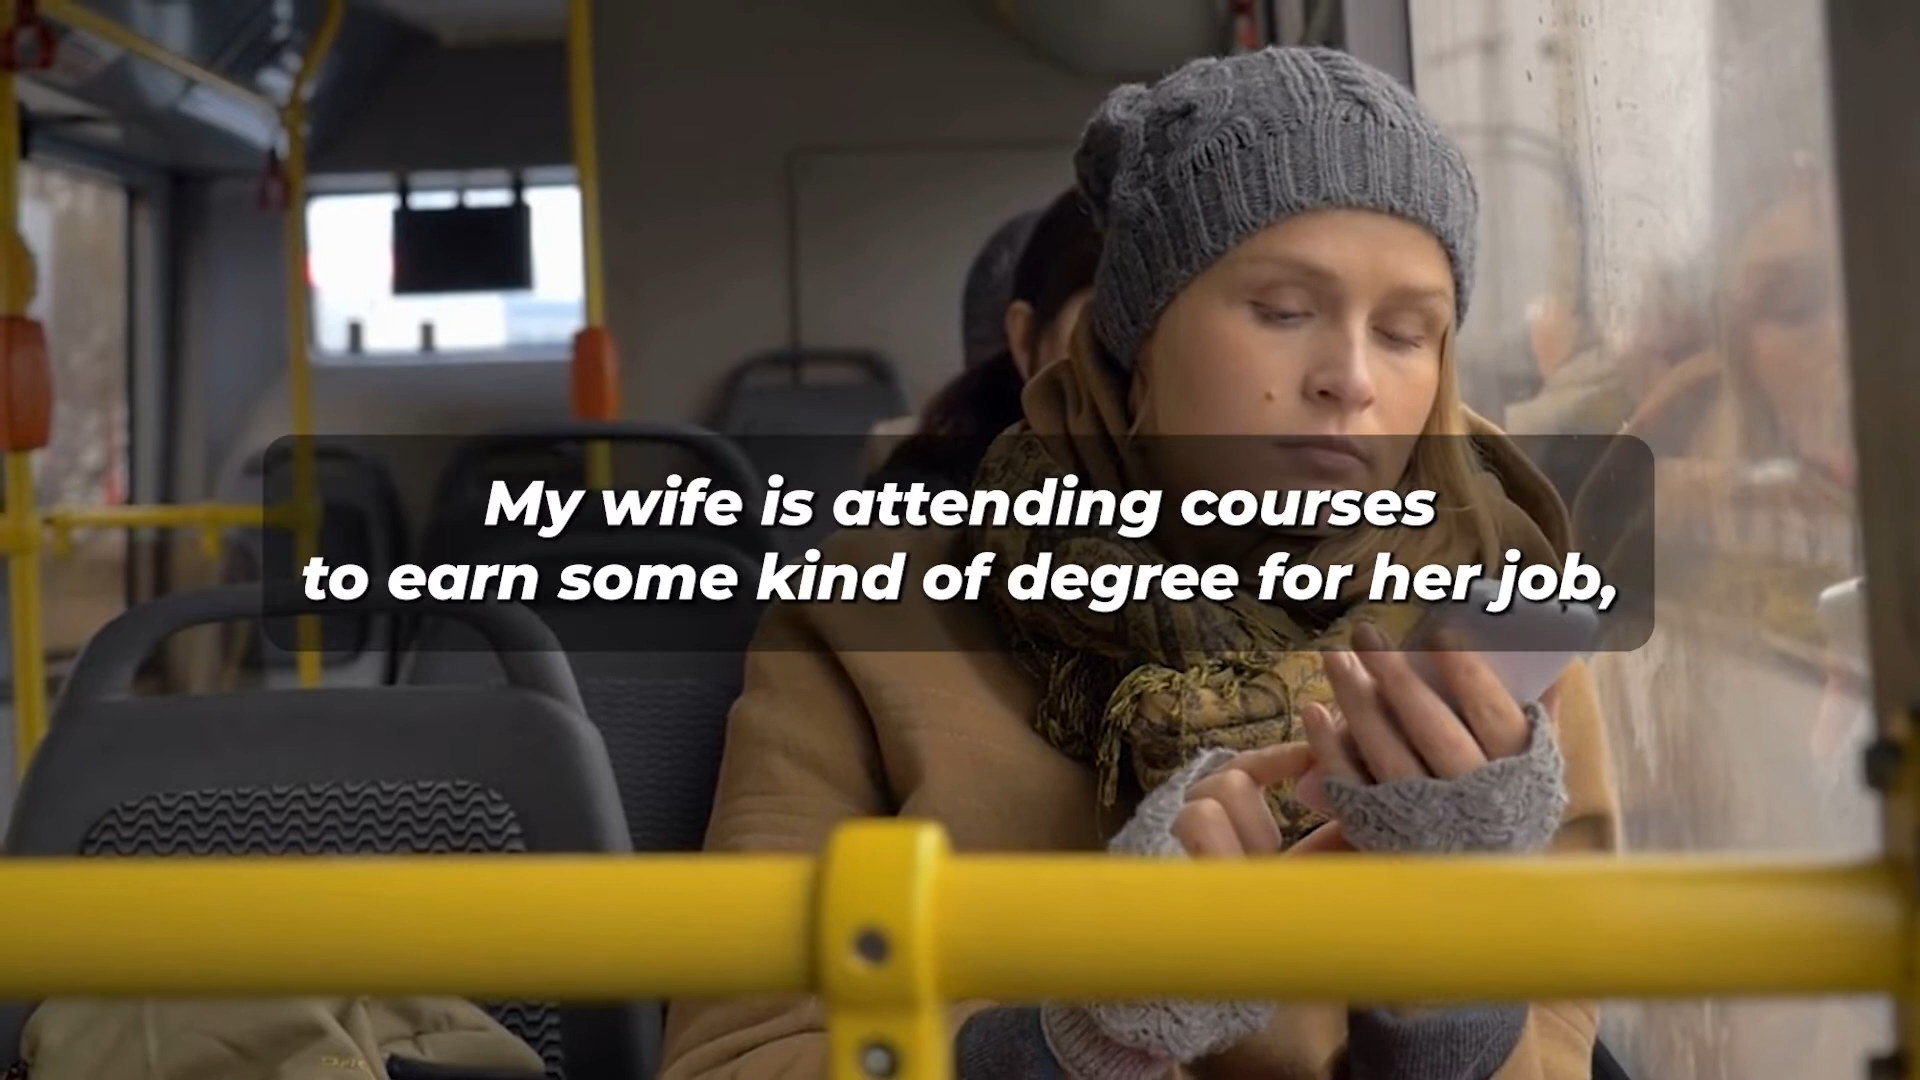 My wife is attending courses
to earn some kind of degree for her job,